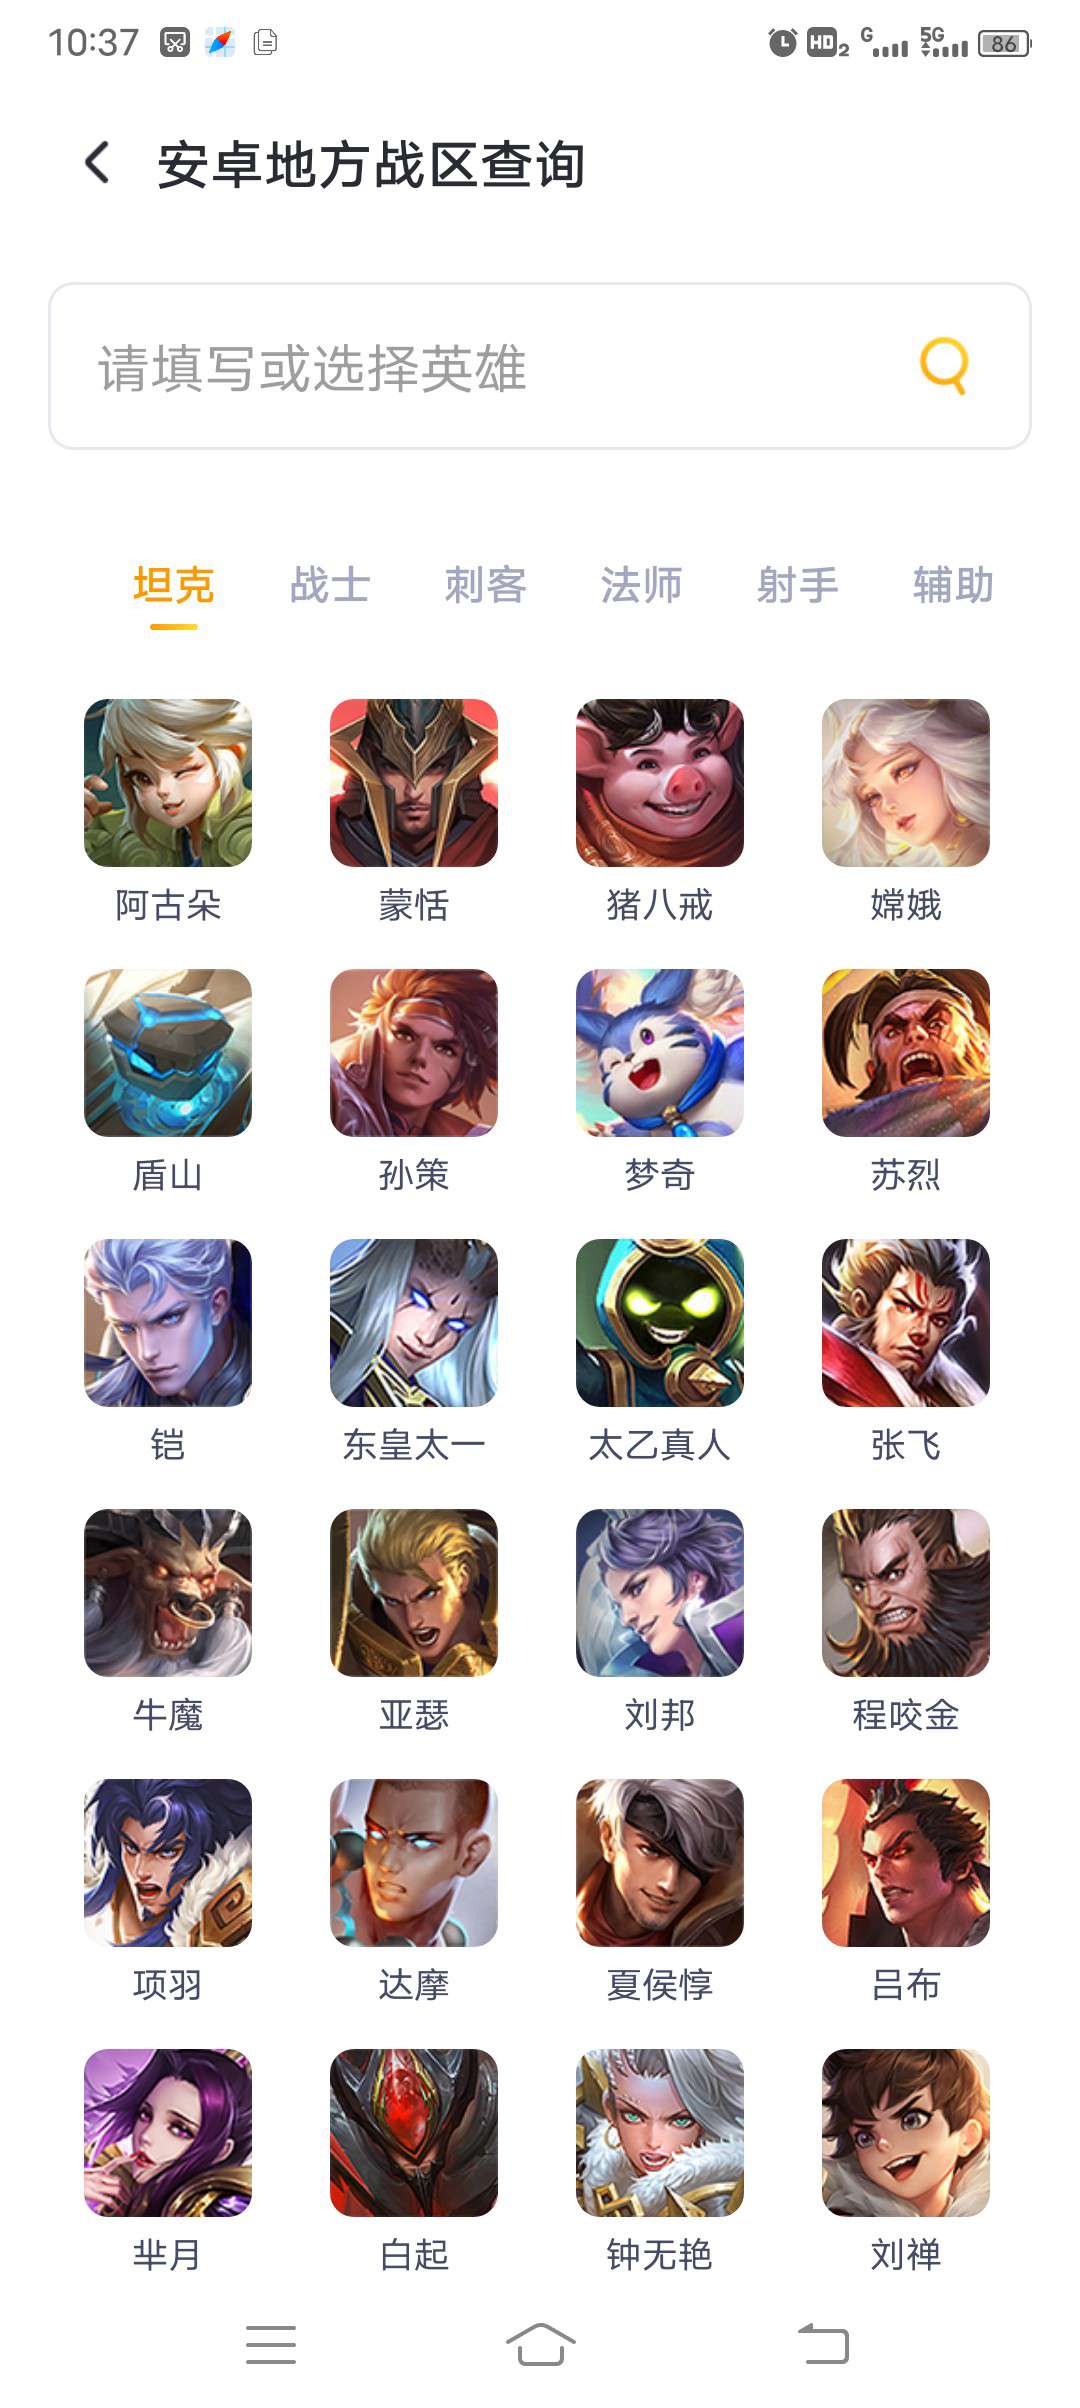 10:37 HD 2 G 5G 86
安卓地方战区查询
请填写或选择英雄
坦克 战士 刺客 法师 射手 辅助
阿古朵 蒙恬 猪八戒 嫦娥
盾山 孙策 梦奇 苏烈
铠 东皇太一 太乙真人 张飞
牛魔 亚瑟 刘邦 程咬金
项羽 达摩 夏侯惇 吕布
芈月 白起 钟无艳 刘禅